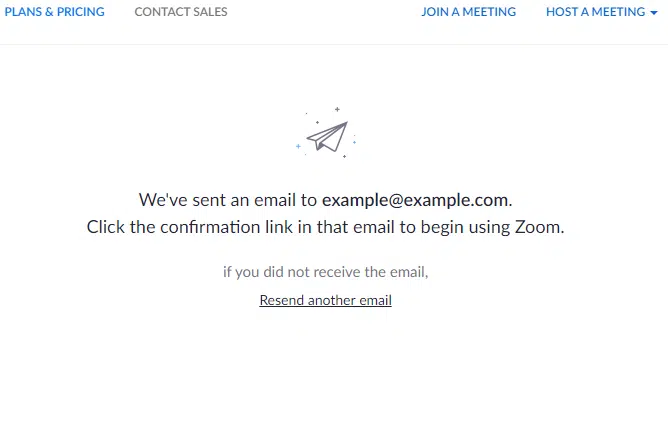 PLANS & PRICING CONTACT SALES JOIN A MEETING HOST A MEETING
We've sent an email to example@example.com.
Click the confirmation link in that email to begin using Zoom.
if you did not receive the email,
Resend another email